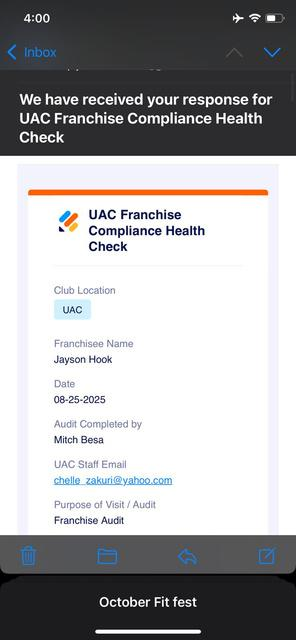 4:00
Inbox
We have received your response for
UAC Franchise Compliance Health
Check
UAC Franchise
Compliance Health
Check
Club Location
UAC
Franchisee Name
Jayson Hook
Date
08-25-2025
Audit Completed by
Mitch Besa
UAC Staff Email
chelle_zakuri@yahoo.com
Purpose of Visit / Audit
Franchise Audit
October Fit fest